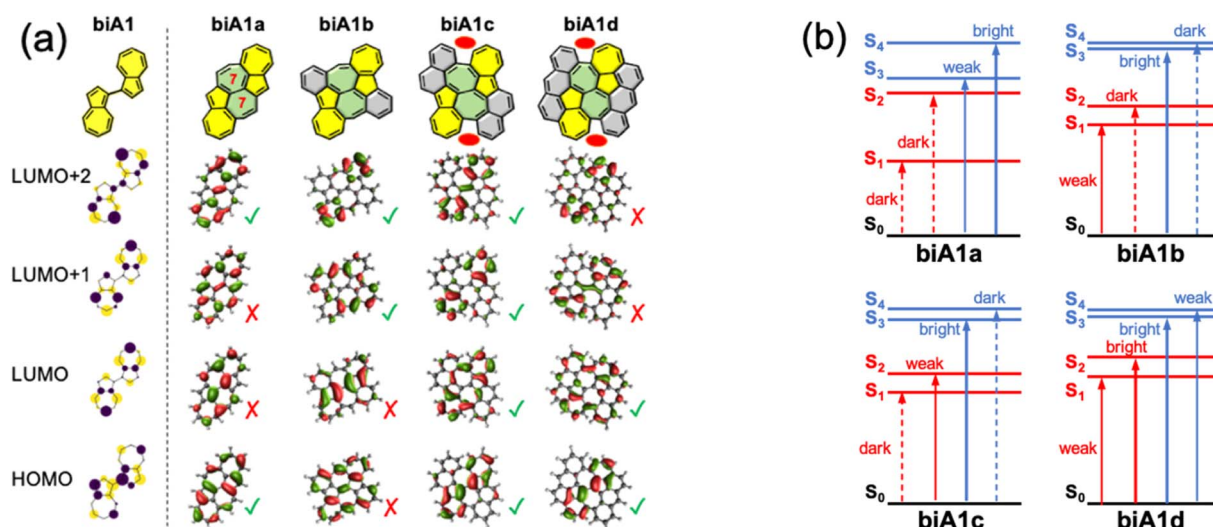 (a)
biA1 biA1a biA1b biA1c biA1d
7
7
LUMO+2
✓ ✓ ✓ ✗
LUMO+1
✗ ✓ ✓ ✗
LUMO
✗ ✗ ✓ ✓
HOMO
✓ ✗ ✓ ✓
(b)
S₄ bright
S₃ weak
S₂
dark
S₁
dark
S₀
biA1a
S₄ dark
S₃ bright
S₂ dark
S₁
weak
S₀
biA1b
S₄ dark
S₃
bright
S₂ weak
S₁
dark
S₀
biA1c
S₄ weak
S₃ bright
S₂ bright
S₁
weak
S₀
biA1d